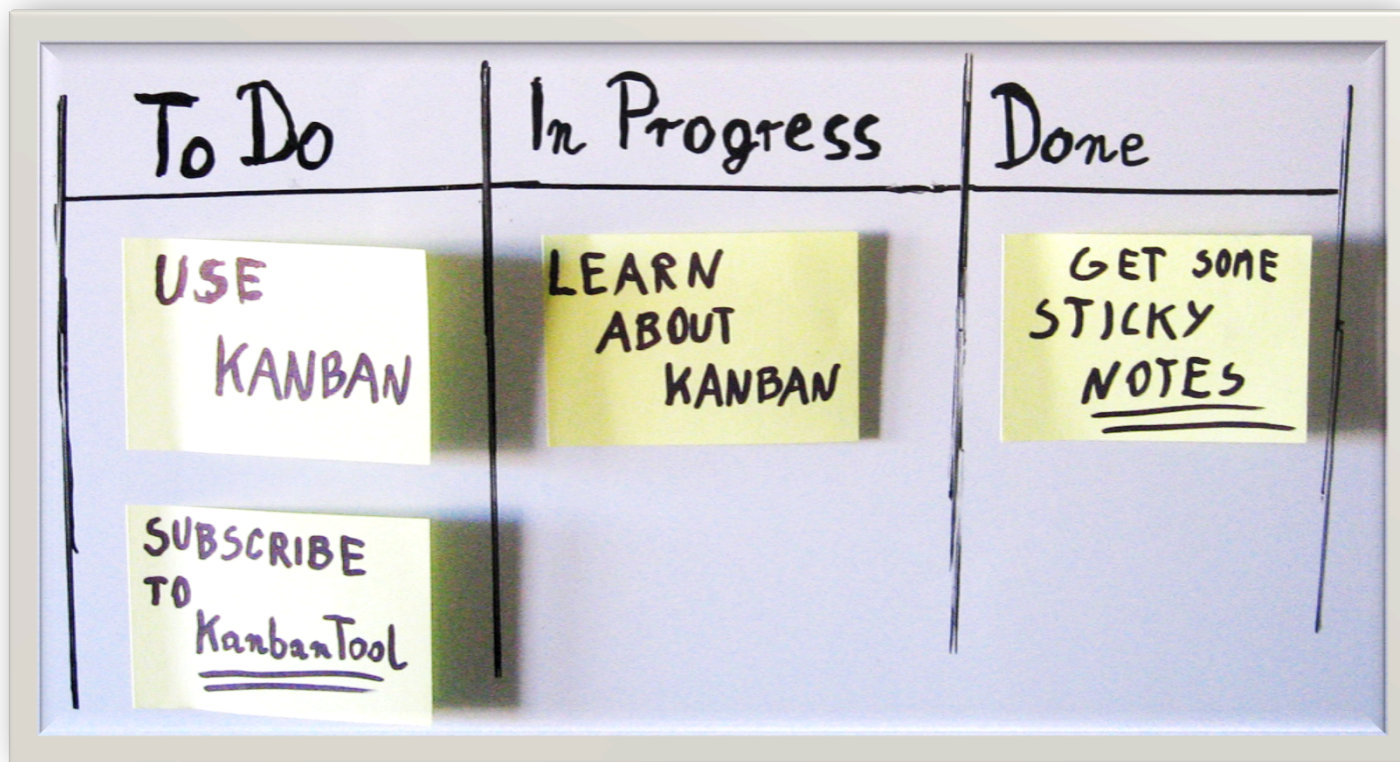 To Do
In Progress
Done
USE
KANBAN
SUBSCRIBE
TO
KanbanTool
LEARN
ABOUT
KANBAN
GET SOME
STICKY
NOTES